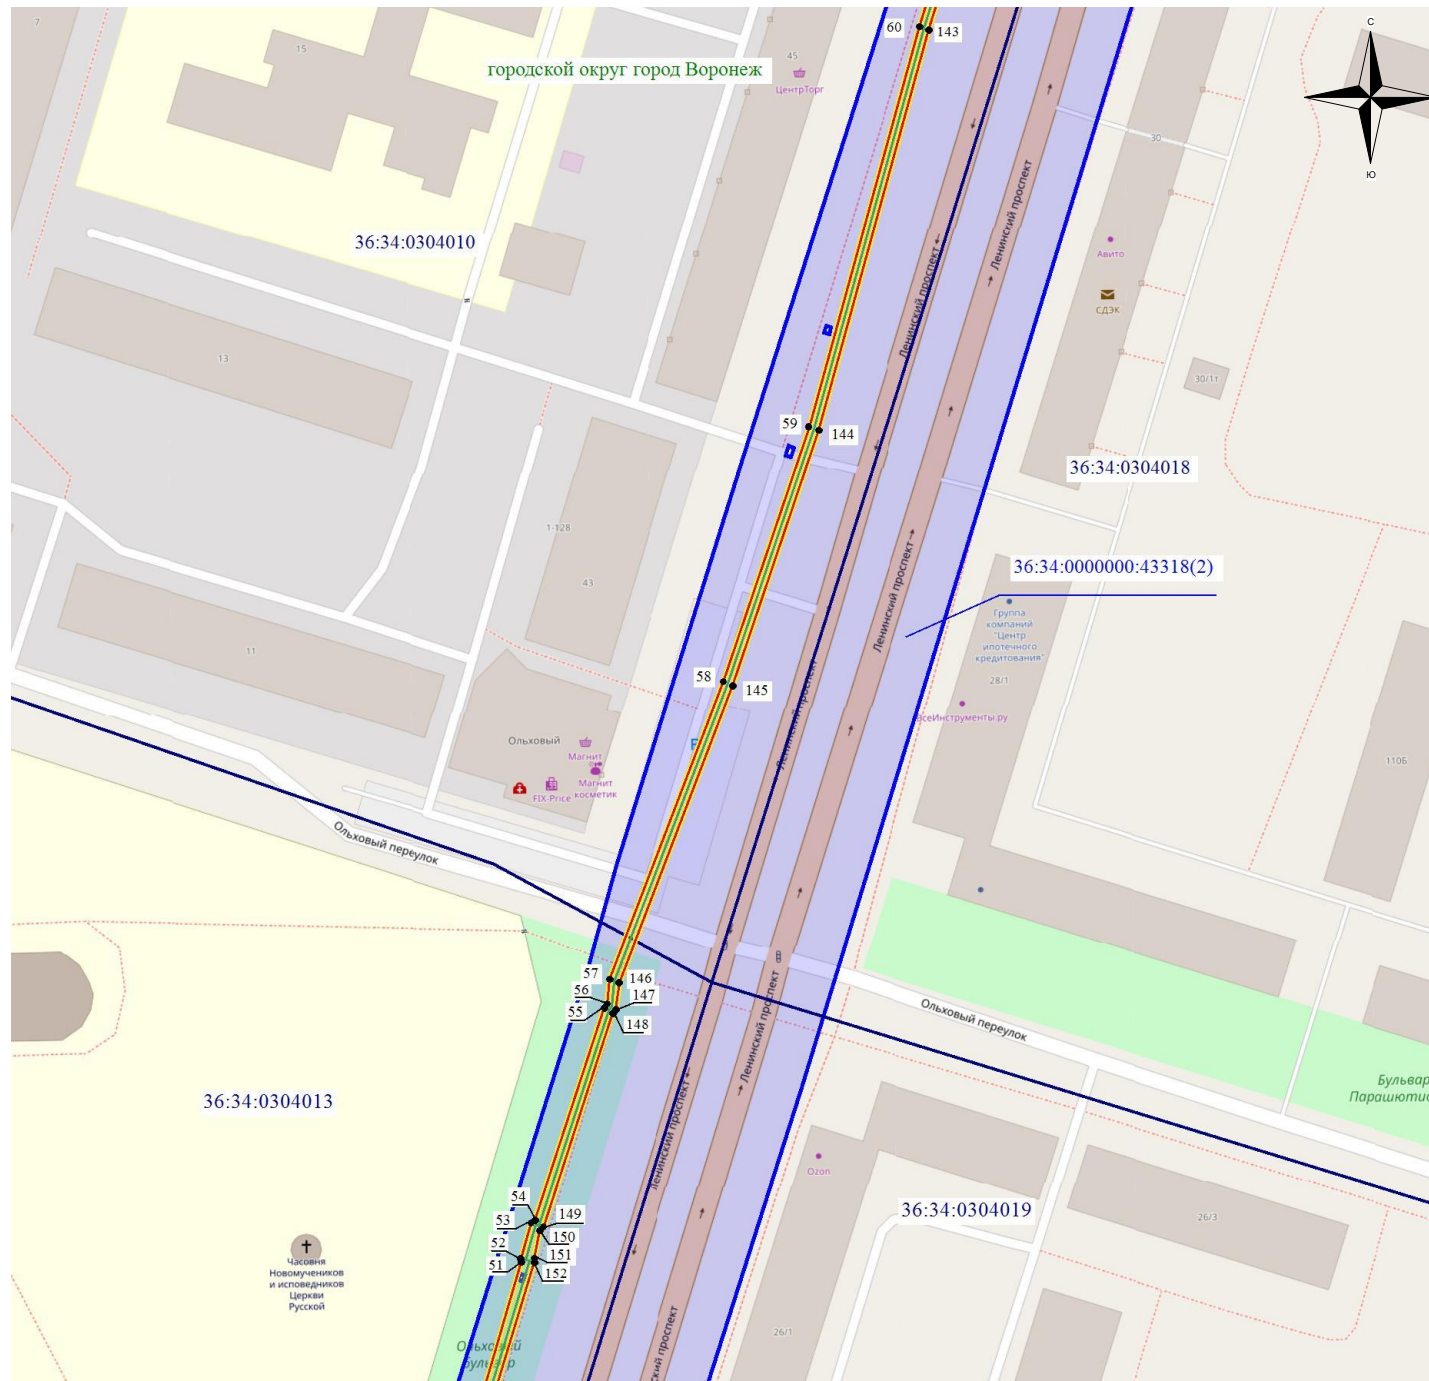 7
15
городской округ город Воронеж
45
ЦентрТорг
60
143
С
Ю
30
Ленинский проспект
Ленинский проспект
36:34:0304010
Авито
СДЭК
13
30/1т
59
144
36:34:0304018
1-128
43
36:34:0000000:43318(2)
Ленинский проспект
Группа
компаний
"Центр
ипотечного
кредитования"
28/1
11
58
145
ВсеИнструменты.ру
Ленинский проспект
Ольховый
Магнит
Магнит
косметик
FIX-Price
P
110Б
Ольховый переулок
57
146
56
147
55
148
Ленинский проспект
Ольховый переулок
Бульвар
Парашютис
36:34:0304013
Ленинский проспект
Ozon
54
149
53
150
52
151
51
152
36:34:0304019
26/3
Часовня
Новомучеников
и исповедников
Церкви
Русской
26/1
Ольховый
бульвар
ский проспект